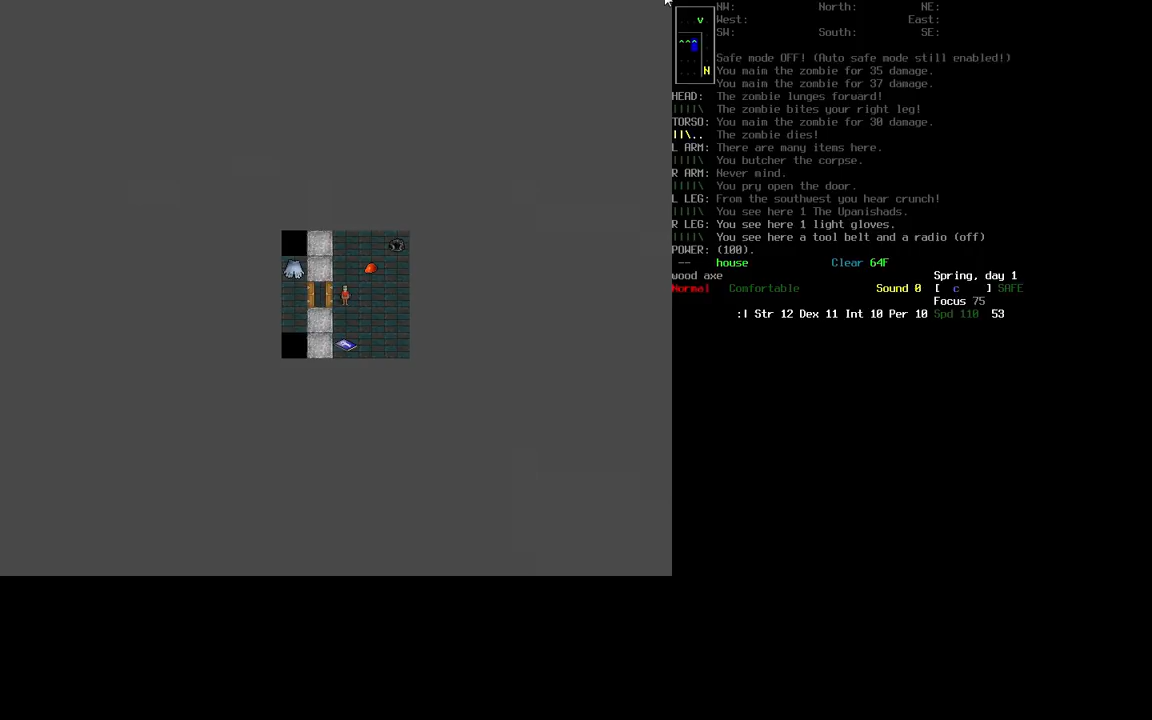 NW: North: NE:
West: East:
SW: South: SE:
v
^^^
N
Safe mode OFF! (Auto safe mode still enabled!)
You maim the zombie for 35 damage.
You maim the zombie for 37 damage.
HEAD: The zombie lunges forward!
||||\ The zombie bites your right leg!
TORSO: You maim the zombie for 30 damage.
||\.. The zombie dies!
L ARM: There are many items here.
||||\ You butcher the corpse.
R ARM: Never mind.
||||\ You pry open the door.
L LEG: From the southwest you hear crunch!
||||\ You see here 1 The Upanishads.
R LEG: You see here 1 light gloves.
||||\ You see here a tool belt and a radio (off)
POWER: (100).
-- house Clear 64F
wood axe Spring, day 1
Normal Comfortable Sound 0 [ c ] SAFE
Focus 75
:| Str 12 Dex 11 Int 10 Per 10 Spd 110 53